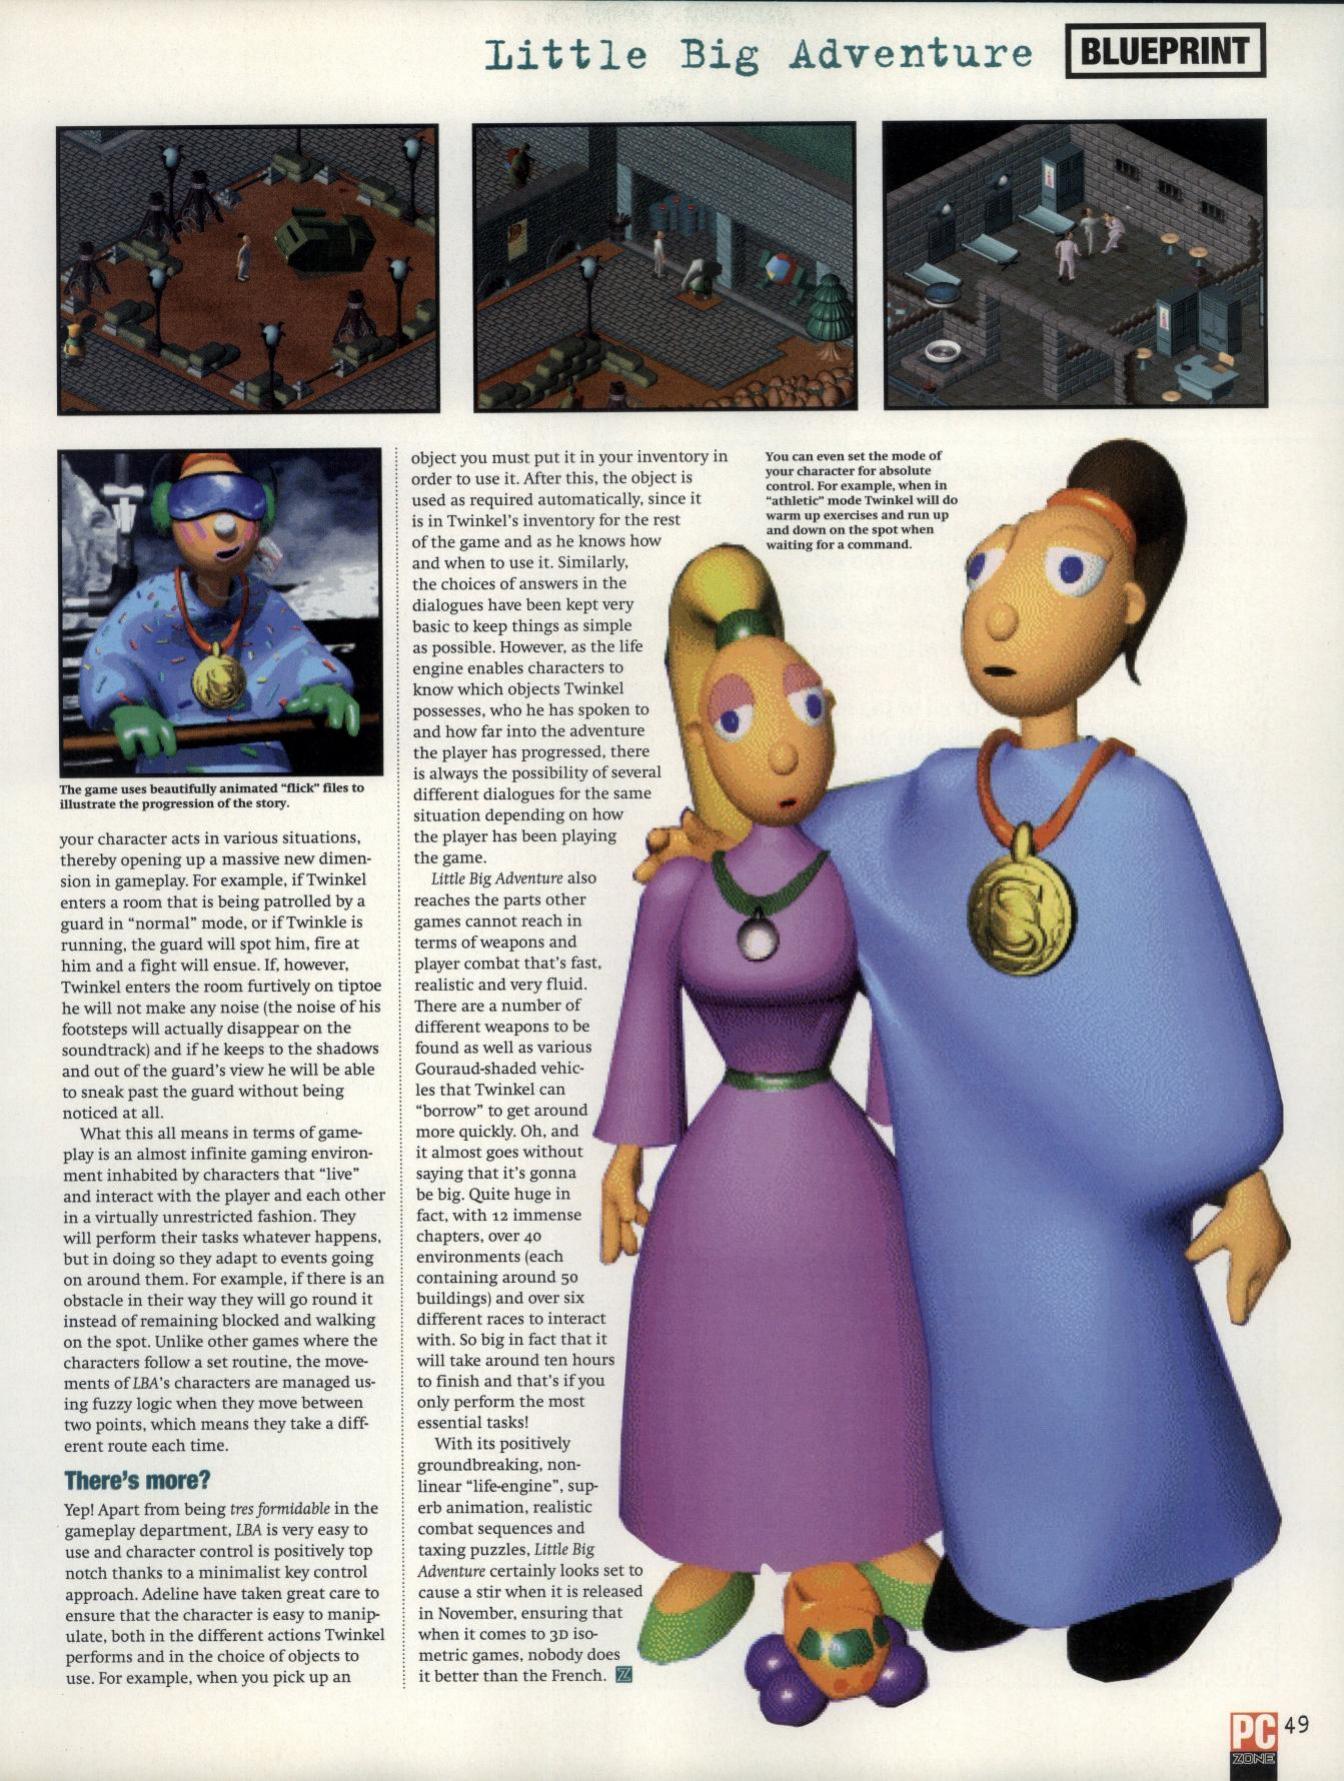 Little Big Adventure
BLUEPRINT
The game uses beautifully animated "flick" files to
illustrate the progression of the story.
your character acts in various situations,
thereby opening up a massive new dimen-
sion in gameplay. For example, if Twinkel
enters a room that is being patrolled by a
guard in "normal" mode, or if Twinkle is
running, the guard will spot him, fire at
him and a fight will ensue. If, however,
Twinkel enters the room furtively on tiptoe
he will not make any noise (the noise of his
footsteps will actually disappear on the
soundtrack) and if he keeps to the shadows
and out of the guard's view he will be able
to sneak past the guard without being
noticed at all.
What this all means in terms of game-
play is an almost infinite gaming environ-
ment inhabited by characters that "live"
and interact with the player and each other
in a virtually unrestricted fashion. They
will perform their tasks whatever happens,
but in doing so they adapt to events going
on around them. For example, if there is an
obstacle in their way they will go round it
instead of remaining blocked and walking
on the spot. Unlike other games where the
characters follow a set routine, the move-
ments of LBA's characters are managed us-
ing fuzzy logic when they move between
two points, which means they take a diff-
erent route each time.
There's more?
Yep! Apart from being tres formidable in the
gameplay department, LBA is very easy to
use and character control is positively top
notch thanks to a minimalist key control
approach. Adeline have taken great care to
ensure that the character is easy to manip-
ulate, both in the different actions Twinkel
performs and in the choice of objects to
use. For example, when you pick up an
object you must put it in your inventory in
order to use it. After this, the object is
used as required automatically, since it
is in Twinkel's inventory for the rest
of the game and as he knows how
and when to use it. Similarly,
the choices of answers in the
dialogues have been kept very
basic to keep things as simple
as possible. However, as the life
engine enables characters to
know which objects Twinkel
possesses, who he has spoken to
and how far into the adventure
the player has progressed, there
is always the possibility of several
different dialogues for the same
situation depending on how
the player has been playing
the game.
Little Big Adventure also
reaches the parts other
games cannot reach in
terms of weapons and
player combat that's fast,
realistic and very fluid.
There are a number of
different weapons to be
found as well as various
Gouraud-shaded vehic-
les that Twinkel can
"borrow" to get around
more quickly. Oh, and
it almost goes without
saying that it's gonna
be big. Quite huge in
fact, with 12 immense
chapters, over 40
environments (each
containing around 50
buildings) and over six
different races to interact
with. So big in fact that it
will take around ten hours
to finish and that's if you
only perform the most
essential tasks!
With its positively
groundbreaking, non-
linear "life-engine", sup-
erb animation, realistic
combat sequences and
taxing puzzles, Little Big
Adventure certainly looks set to
cause a stir when it is released
in November, ensuring that
when it comes to 3D iso-
metric games, nobody does
it better than the French. Z
You can even set the mode of
your character for absolute
control. For example, when in
"athletic" mode Twinkel will do
warm up exercises and run up
and down on the spot when
waiting for a command.
PC
ZONE
49